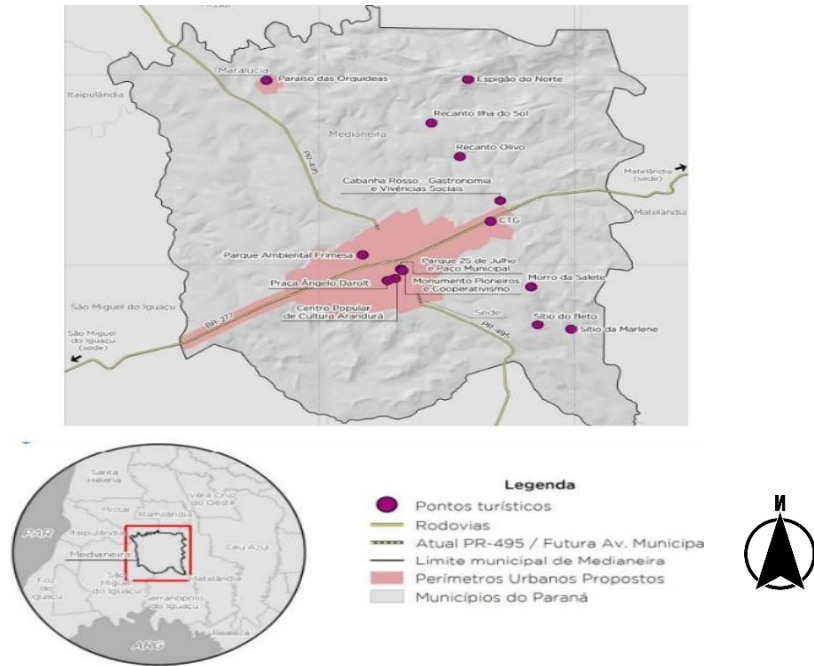 Maralúcia
Paraíso das Orquídeas
Espigão do Norte
Itaipulândia
Recanto Ilha do Sol
Medianeira
Recanto Olivo
PR-495
Matelândia
(sede)
Cabanha Rosso - Gastronomia
e Vivências Sociais
Matelândia
CTG
Parque Ambiental Frimesa
Parque 25 de Julho
e Paço Municipal
Praça Ângelo Darolt
Monumento Pioneiros
e Cooperativismo
Morro da Salete
São Miguel do Iguaçu
Centro Popular
de Cultura Arandurá
Sede
Sítio do Beto
Sítio da Marlene
BR-277
PR-495
São Miguel
do Iguaçu
(sede)
Santa
Helena
Vera Cruz
do Oeste
Missal
Ramilândia
PAR
Itaipulândia
Céu Azul
Medianeira
Foz
do
Iguaçu
São
Miguel
do Iguaçu
Matelândia
Serranópolis
do Iguaçu
Realeza
ARG
Legenda
Pontos turísticos
Rodovias
Atual PR-495 / Futura Av. Municipa
Limite municipal de Medianeira
Perímetros Urbanos Propostos
Municípios do Paraná
N